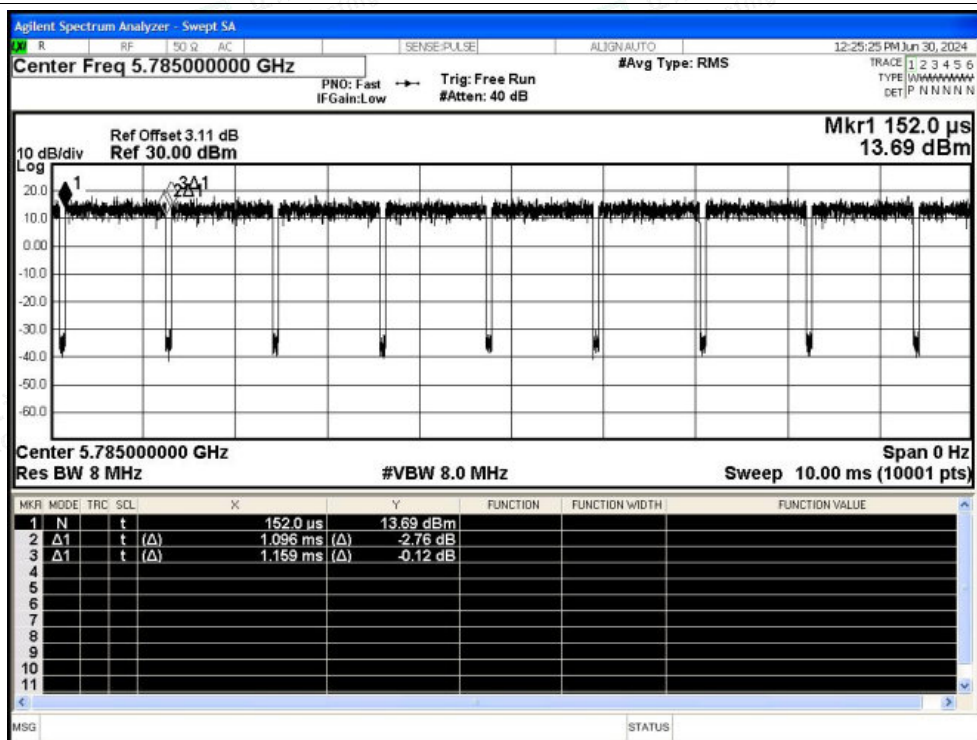 Agilent Spectrum Analyzer - Swept SA
LXI R RF 50 Ω AC SENSE:PULSE ALIGNAUTO 12:25:25 PM Jun 30, 2024
Center Freq 5.785000000 GHz #Avg Type: RMS TRACE 1 2 3 4 5 6
PNO: Fast Trig: Free Run TYPE WWWWWW
IFGain:Low #Atten: 40 dB DET P N N N N N
Mkr1 152.0 µs
Ref Offset 3.11 dB
10 dB/div Ref 30.00 dBm 13.69 dBm
Log
1 2Δ1 3Δ1
20.0
10.0
0.00
-10.0
-20.0
-30.0
-40.0
-50.0
-60.0
Center 5.785000000 GHz Span 0 Hz
Res BW 8 MHz #VBW 8.0 MHz Sweep 10.00 ms (10001 pts)
MKR MODE TRC SCL X Y FUNCTION FUNCTION WIDTH FUNCTION VALUE
1 N t 152.0 µs 13.69 dBm
2 Δ1 t (Δ) 1.096 ms (Δ) -2.76 dB
3 Δ1 t (Δ) 1.159 ms (Δ) -0.12 dB
4
5
6
7
8
9
10
11
MSG STATUS